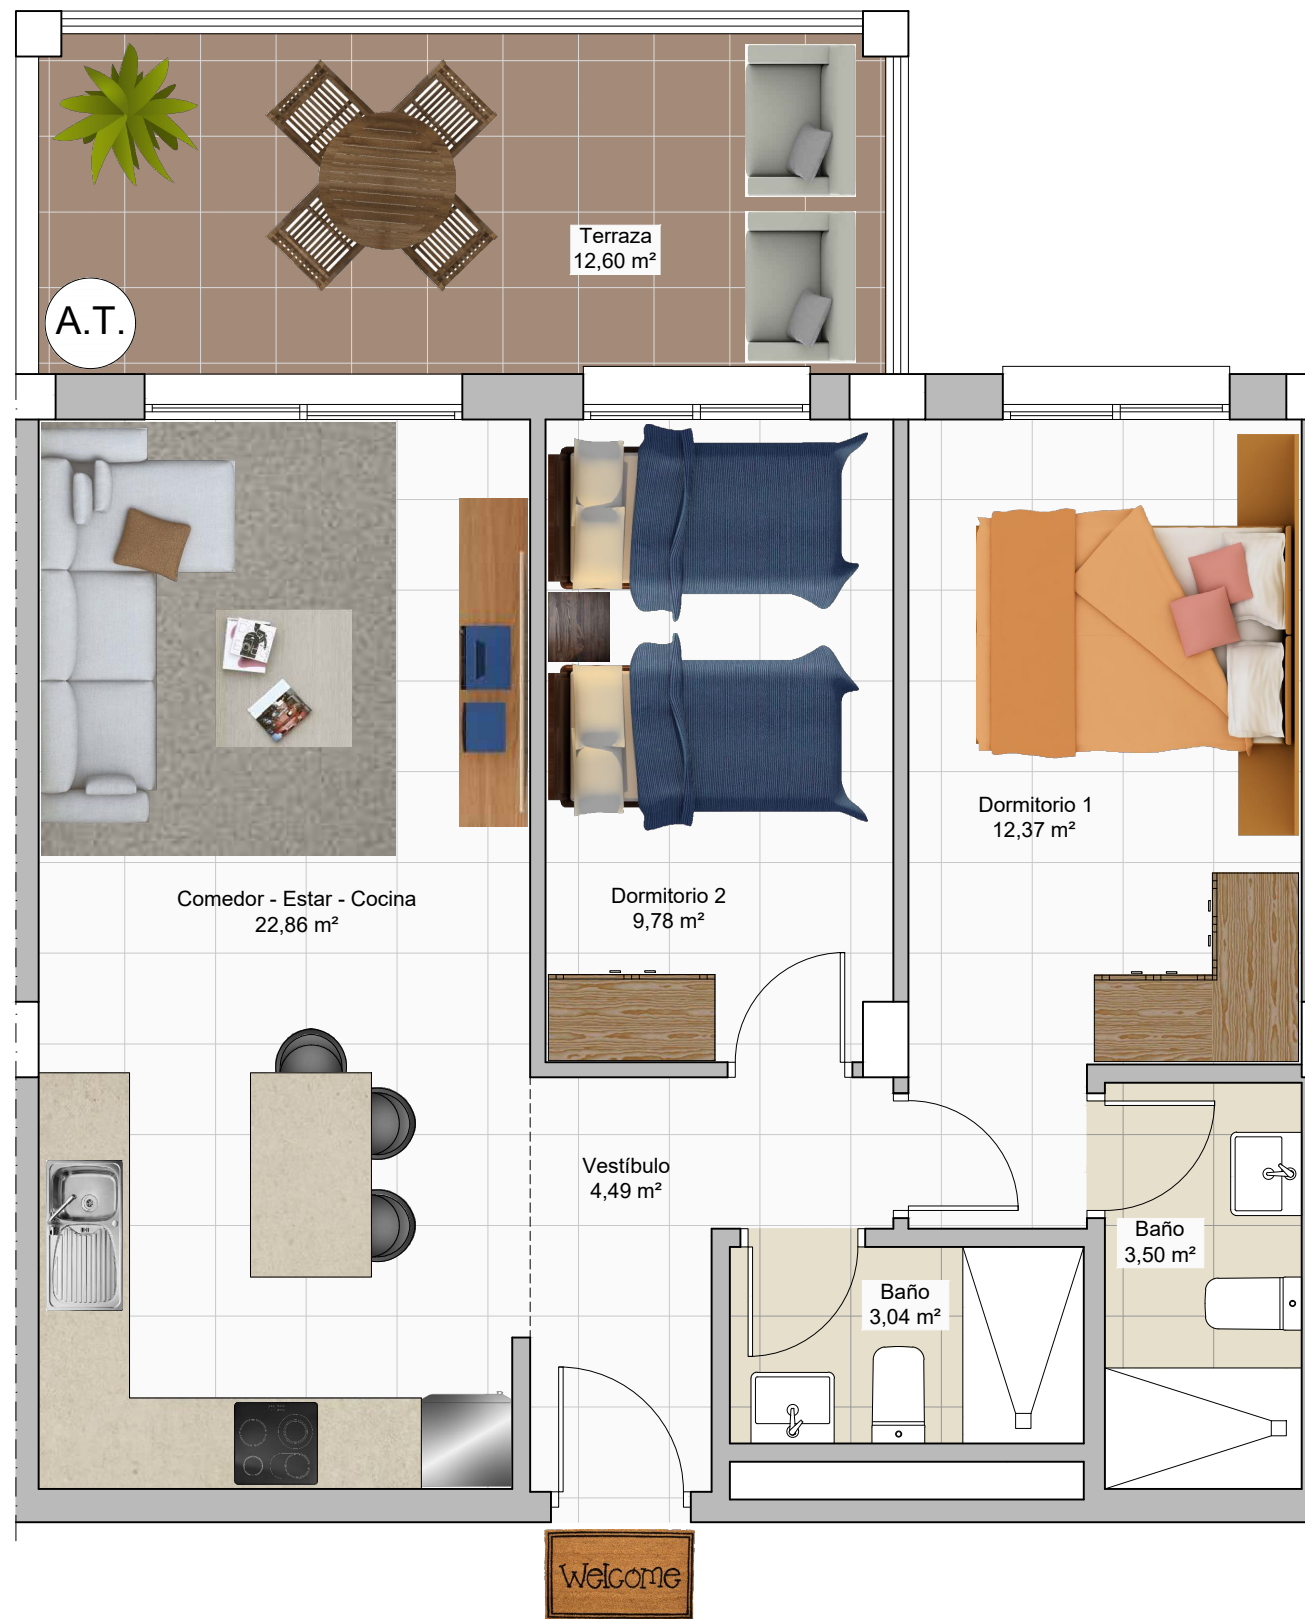 Terraza
12,60 m²
A.T.
Dormitorio 1
12,37 m²
Comedor - Estar - Cocina
22,86 m²
Dormitorio 2
9,78 m²
Vestíbulo
4,49 m²
Baño
3,50 m²
Baño
3,04 m²
Welcome